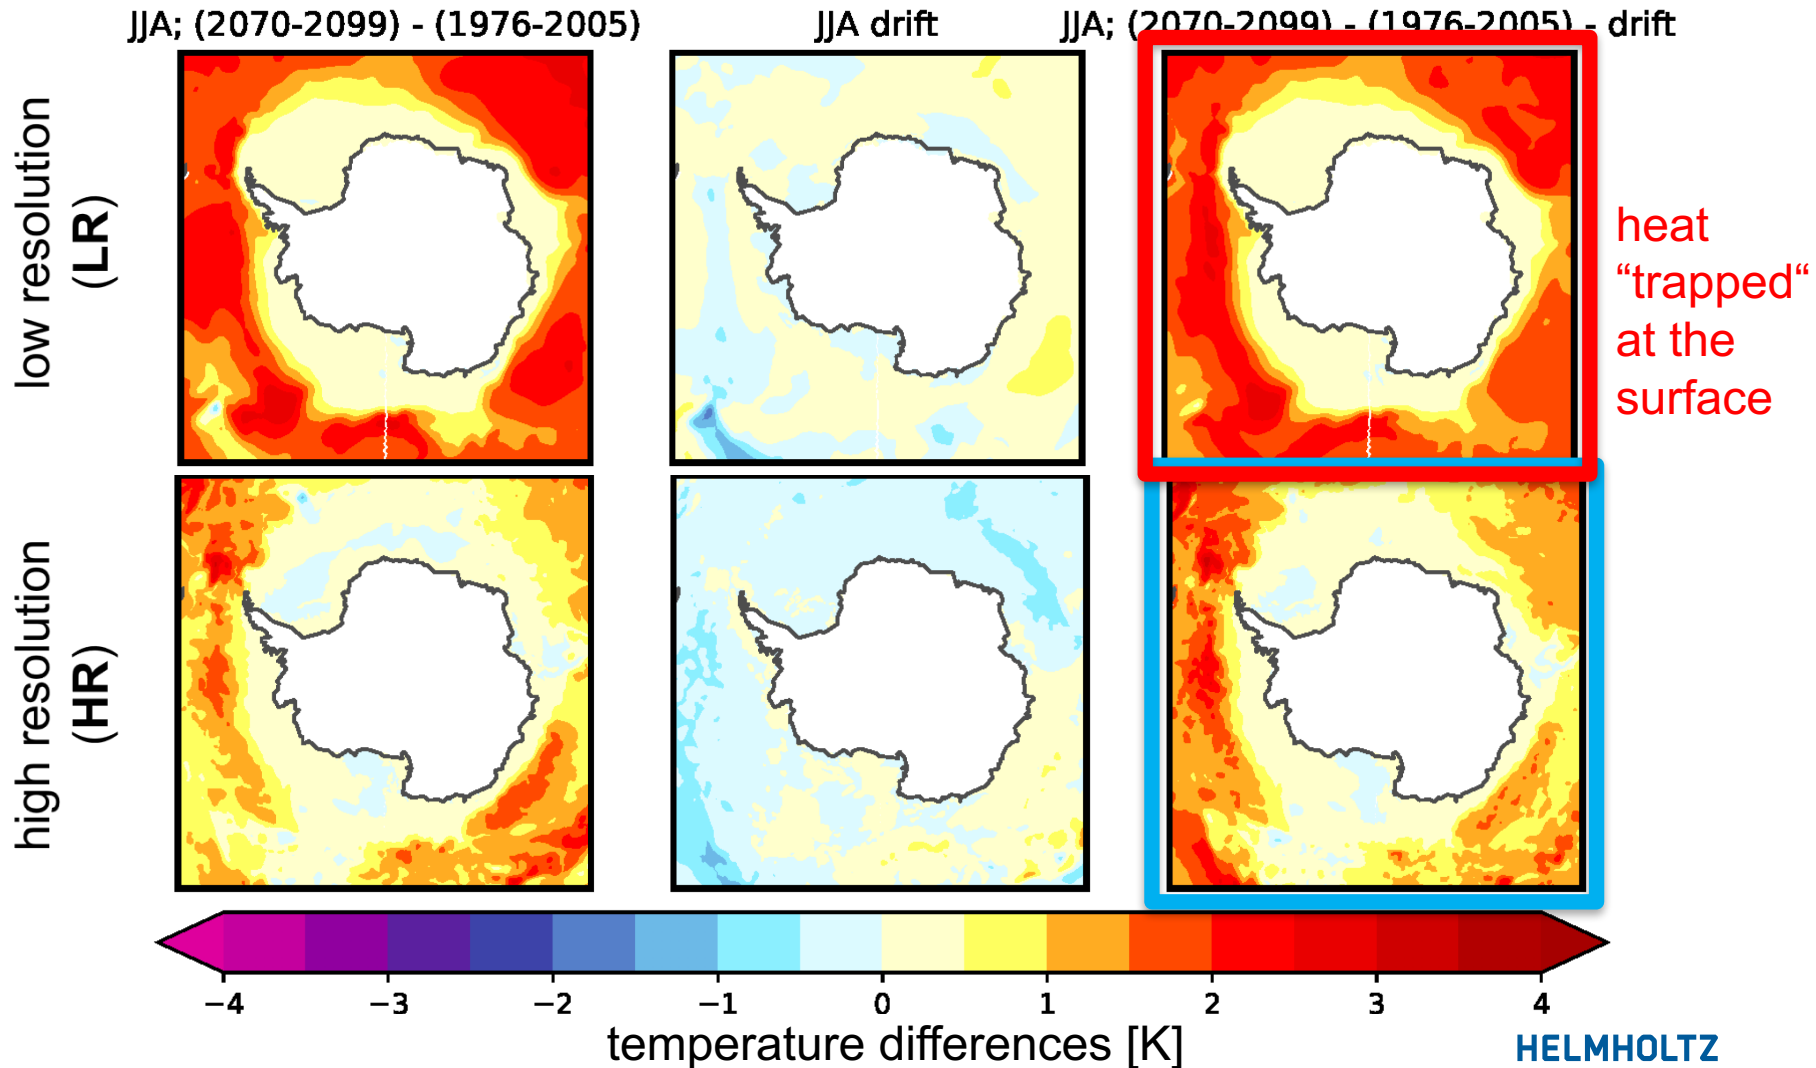 JJA; (2070-2099) - (1976-2005)
JJA drift
JJA; (2070-2099) - (1976-2005) - drift
low resolution
(LR)
heat
“trapped“
at the
surface
high resolution
(HR)
−4 −3 −2 −1 0 1 2 3 4
temperature differences [K]
HELMHOLTZ